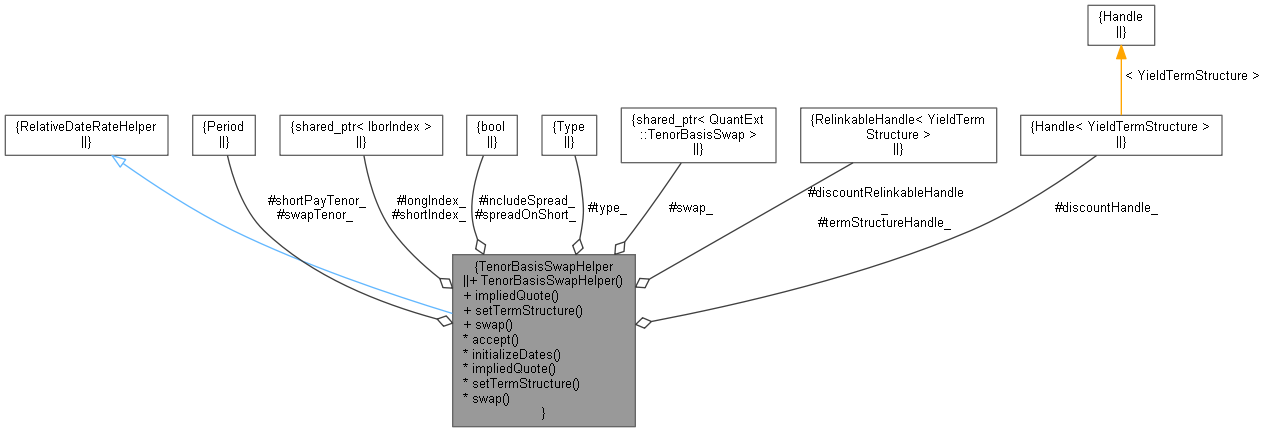 {Handle
||}
< YieldTermStructure >
{RelativeDateRateHelper
||}
{Period
||}
{shared_ptr< IborIndex >
||}
{bool
||}
{Type
||}
{shared_ptr< QuantExt
::TenorBasisSwap >
||}
{RelinkableHandle< YieldTerm
Structure >
||}
{Handle< YieldTermStructure >
||}
#shortPayTenor_
#swapTenor_
#longIndex_
#shortIndex_
#includeSpread_
#spreadOnShort_
#type_
#swap_
#discountRelinkableHandle
_
#termStructureHandle_
#discountHandle_
{TenorBasisSwapHelper
||+ TenorBasisSwapHelper()
+ impliedQuote()
+ setTermStructure()
+ swap()
* accept()
* initializeDates()
* impliedQuote()
* setTermStructure()
* swap()
}